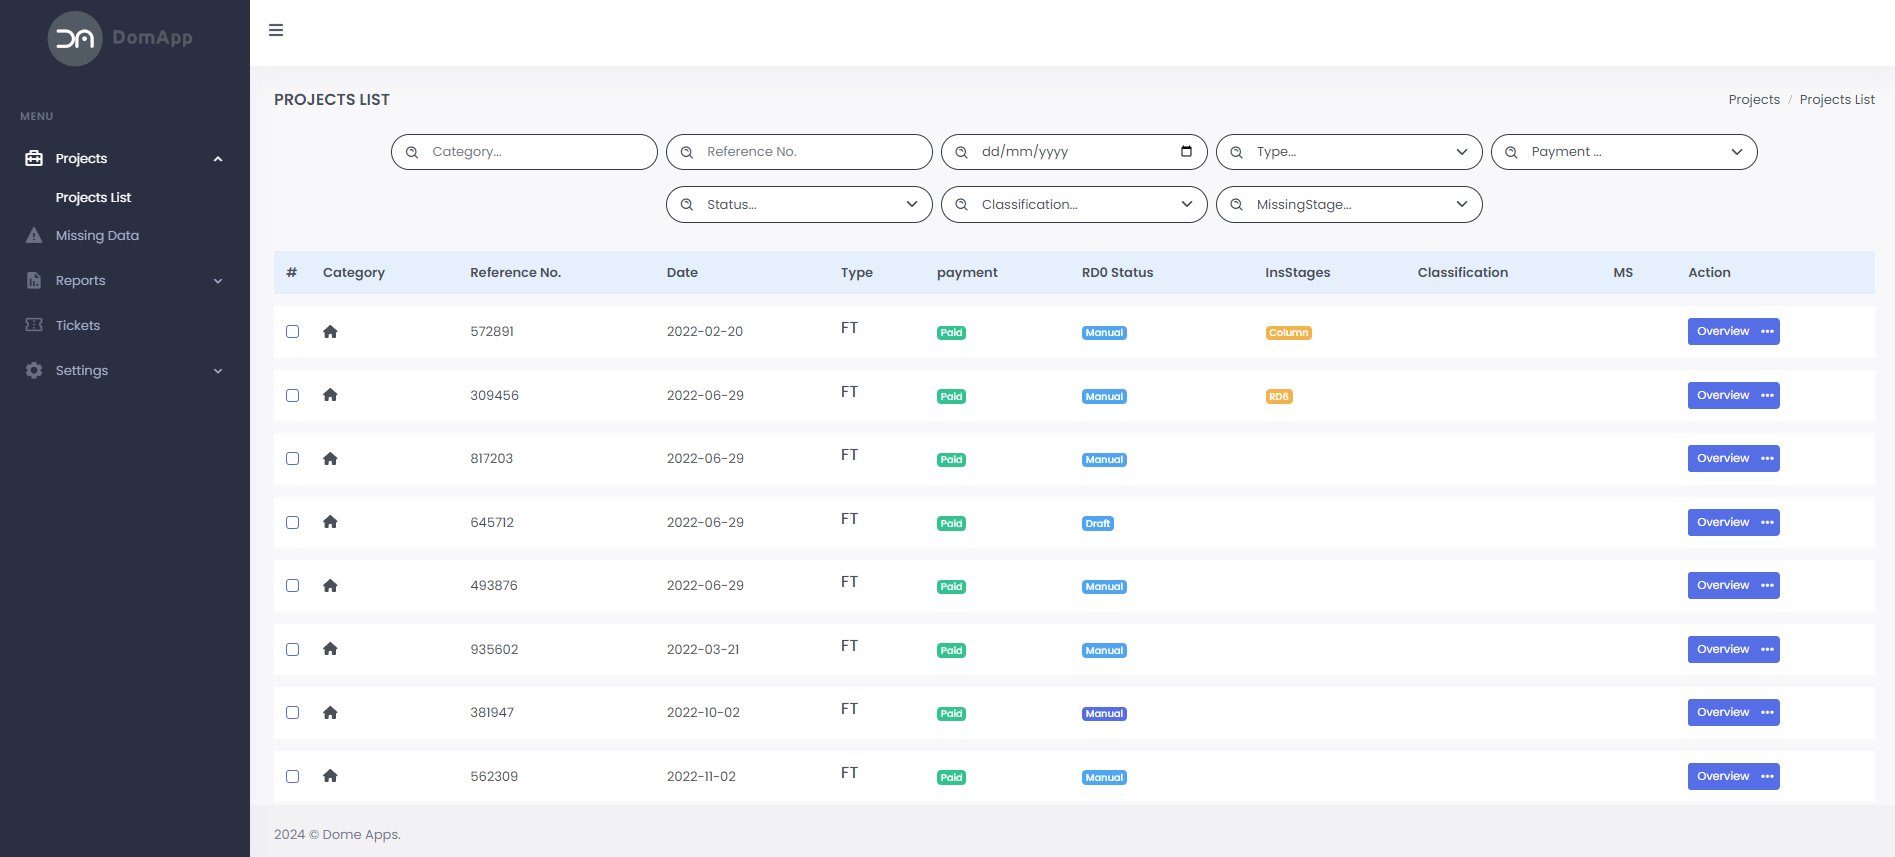 DA DomApp
MENU
Projects
Projects List
Missing Data
Reports
Tickets
Settings
PROJECTS LIST
Projects / Projects List
Category... Reference No. dd/mm/yyyy Type... Payment ...
Status... Classification... MissingStage...
# Category Reference No. Date Type payment RD0 Status InsStages Classification MS Action
572891 2022-02-20 FT Paid Manual Column Overview •••
309456 2022-06-29 FT Paid Manual RD6 Overview •••
817203 2022-06-29 FT Paid Manual Overview •••
645712 2022-06-29 FT Paid Draft Overview •••
493876 2022-06-29 FT Paid Manual Overview •••
935602 2022-03-21 FT Paid Manual Overview •••
381947 2022-10-02 FT Paid Manual Overview •••
562309 2022-11-02 FT Paid Manual Overview •••
2024 © Dome Apps.